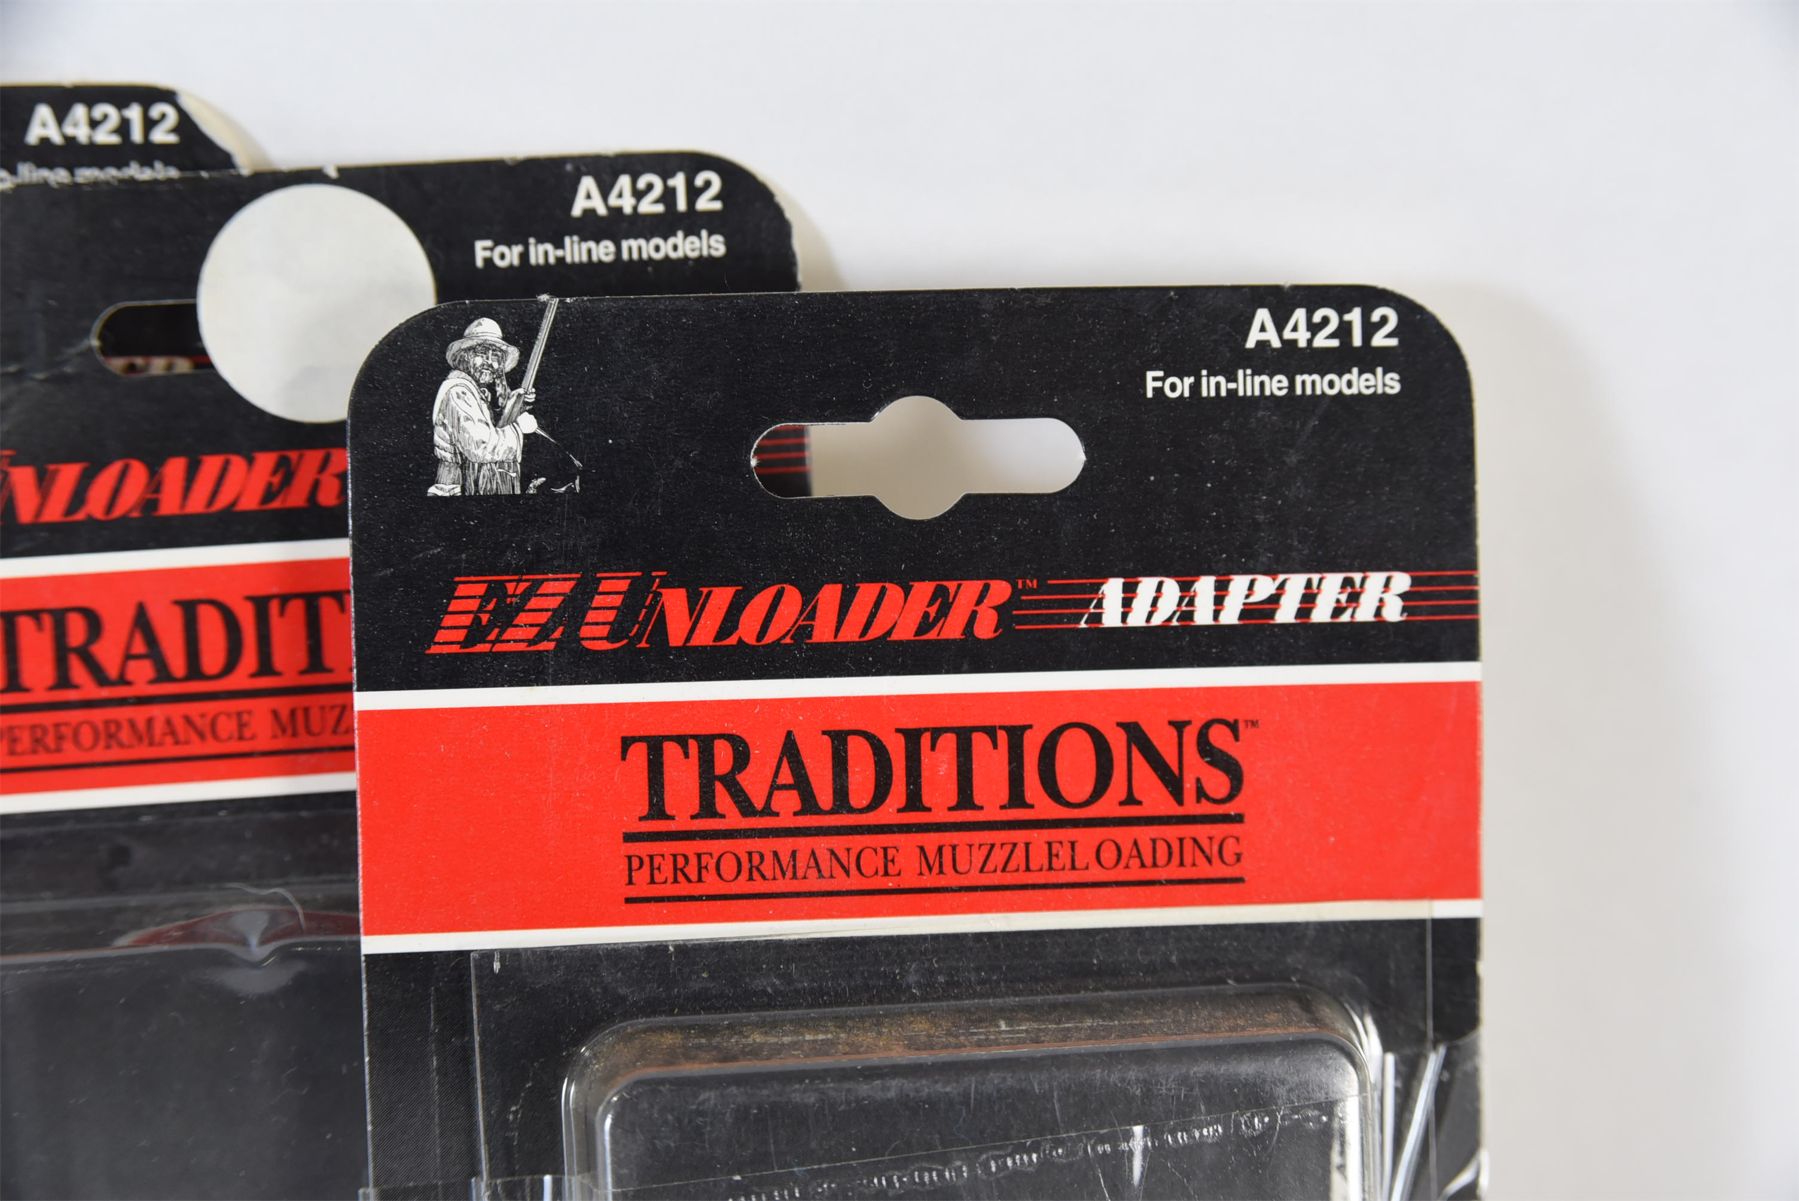 A4212
A4212
For in-line models
A4212
For in-line models
NLOADER
TRADIT
PERFORMANCE MUZ
EZ UNLOADER™ ADAPTER
TRADITIONS™
PERFORMANCE MUZZLELOADING